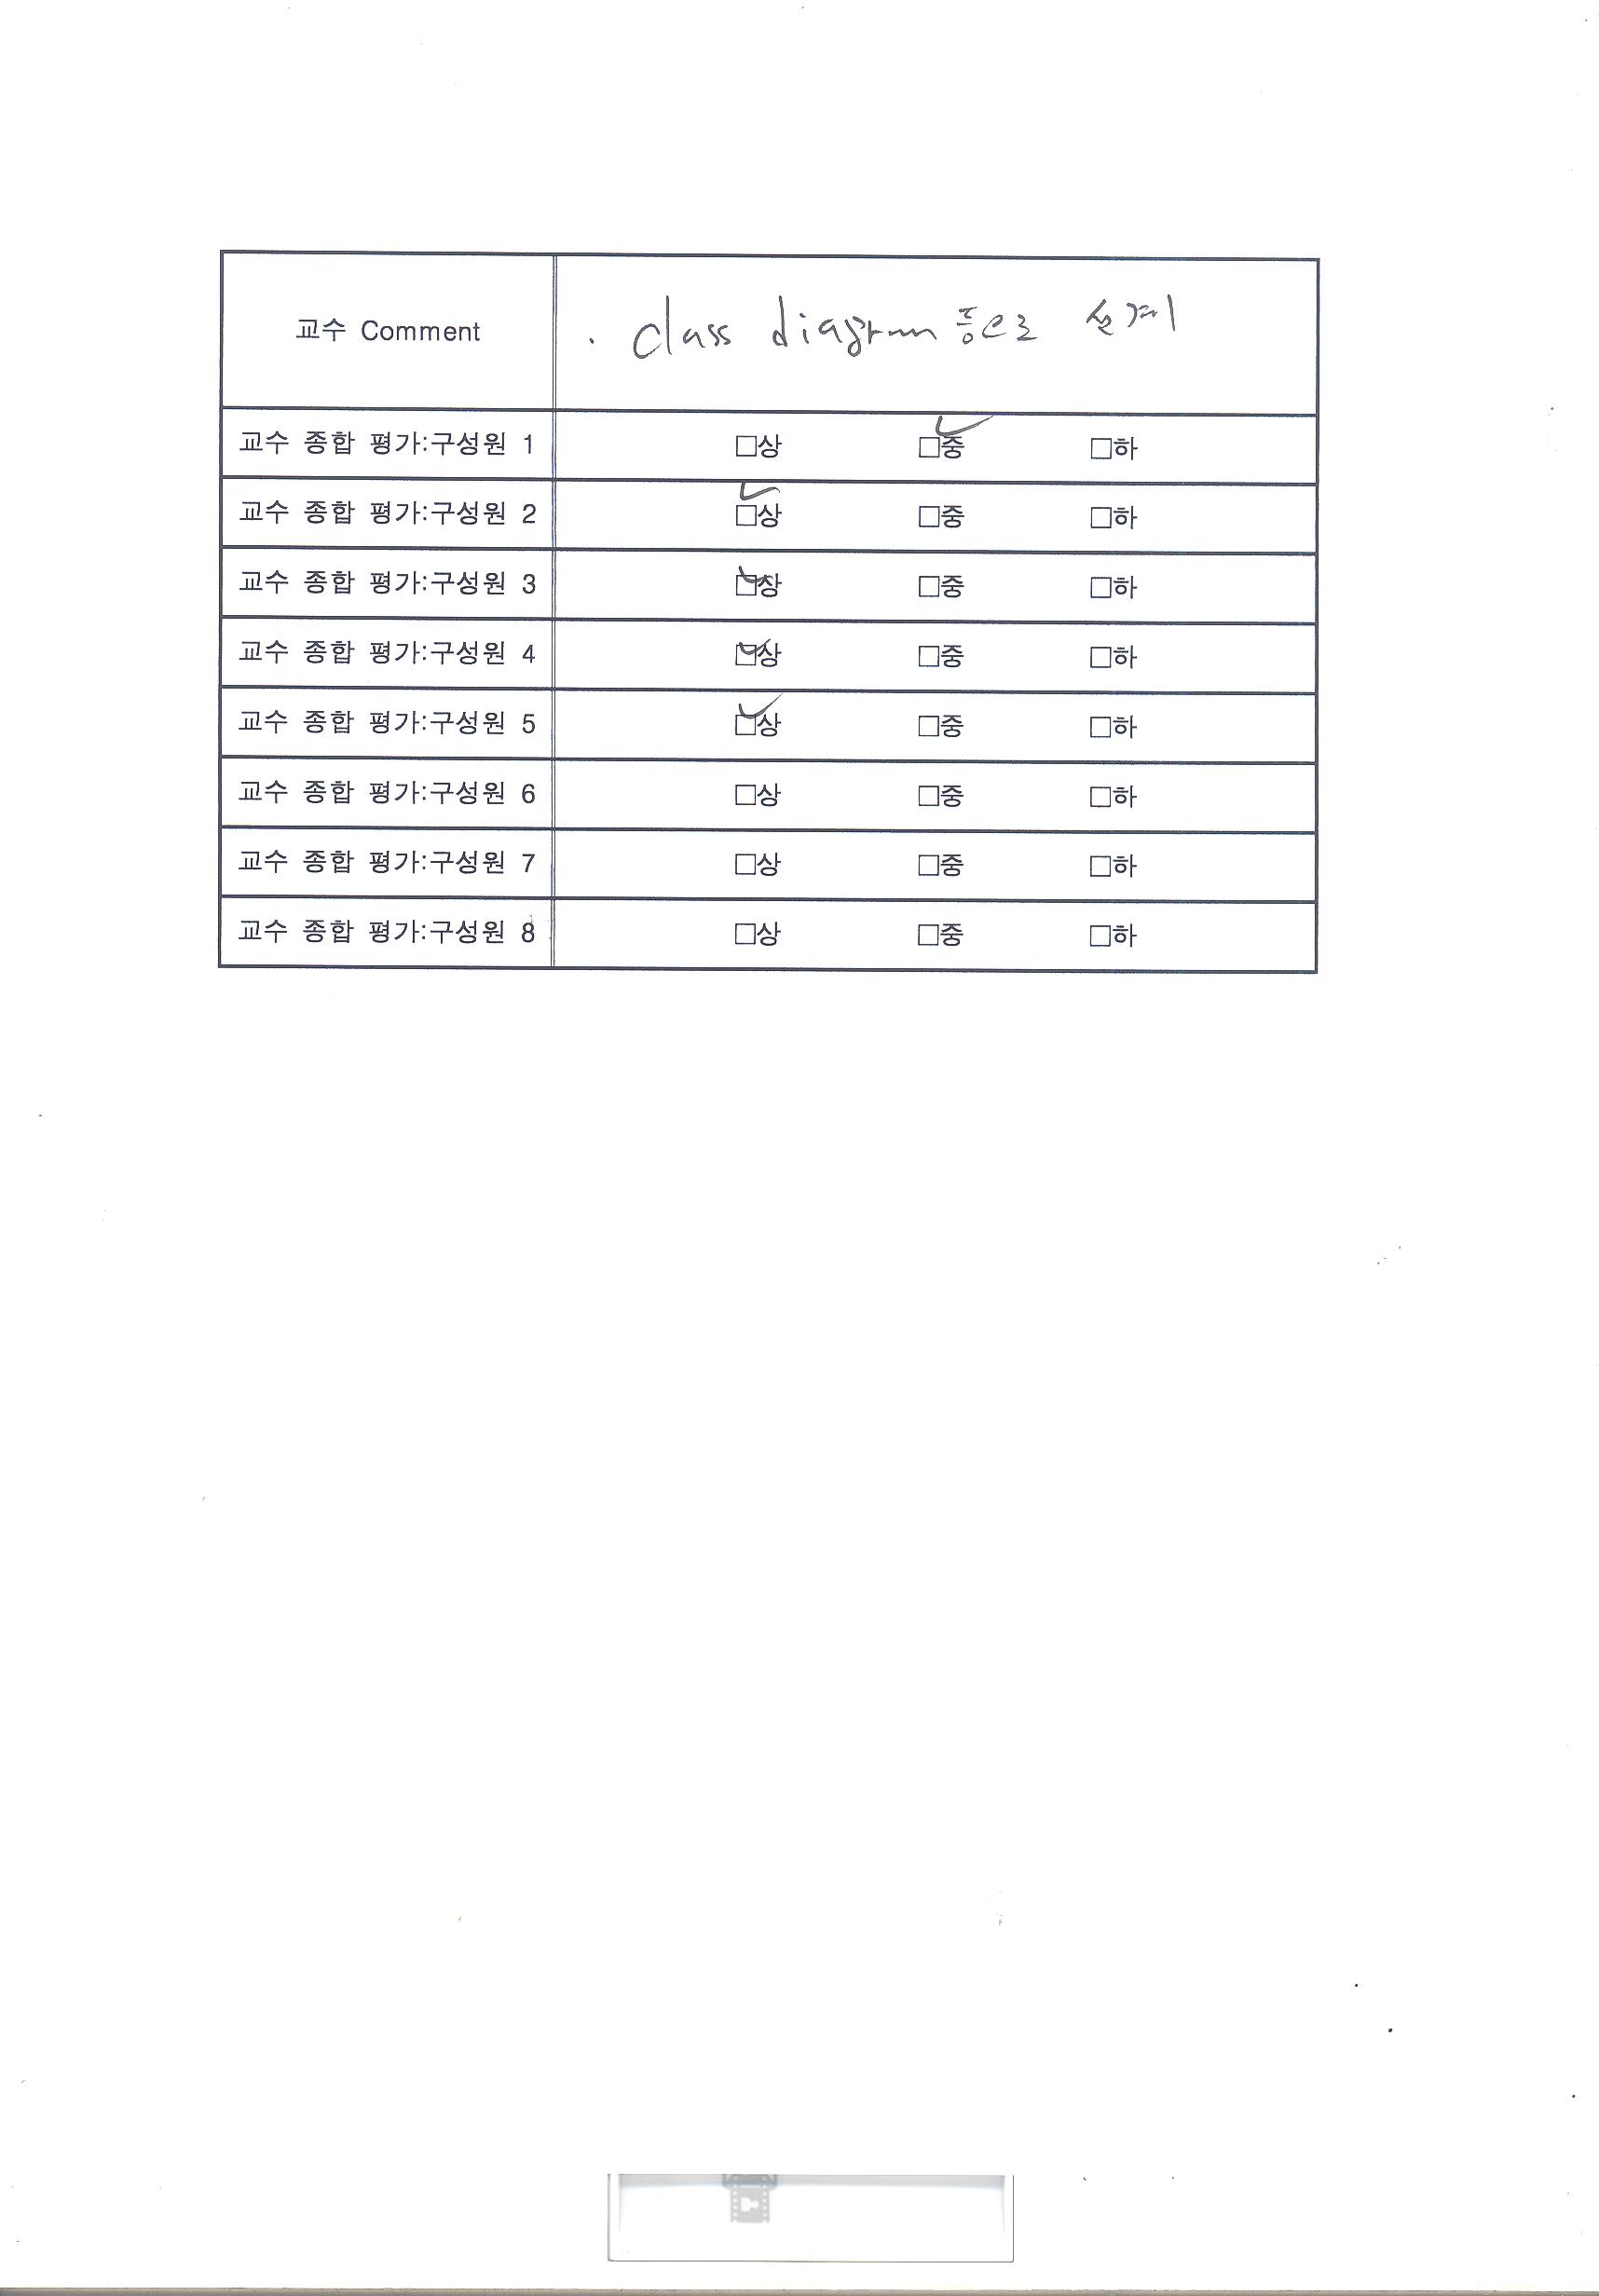 교수 Comment
. class diagram 등으로 설계
교수 종합 평가:구성원 1 □상 □중 □하
교수 종합 평가:구성원 2 □상 □중 □하
교수 종합 평가:구성원 3 □상 □중 □하
교수 종합 평가:구성원 4 □상 □중 □하
교수 종합 평가:구성원 5 □상 □중 □하
교수 종합 평가:구성원 6 □상 □중 □하
교수 종합 평가:구성원 7 □상 □중 □하
교수 종합 평가:구성원 8 □상 □중 □하